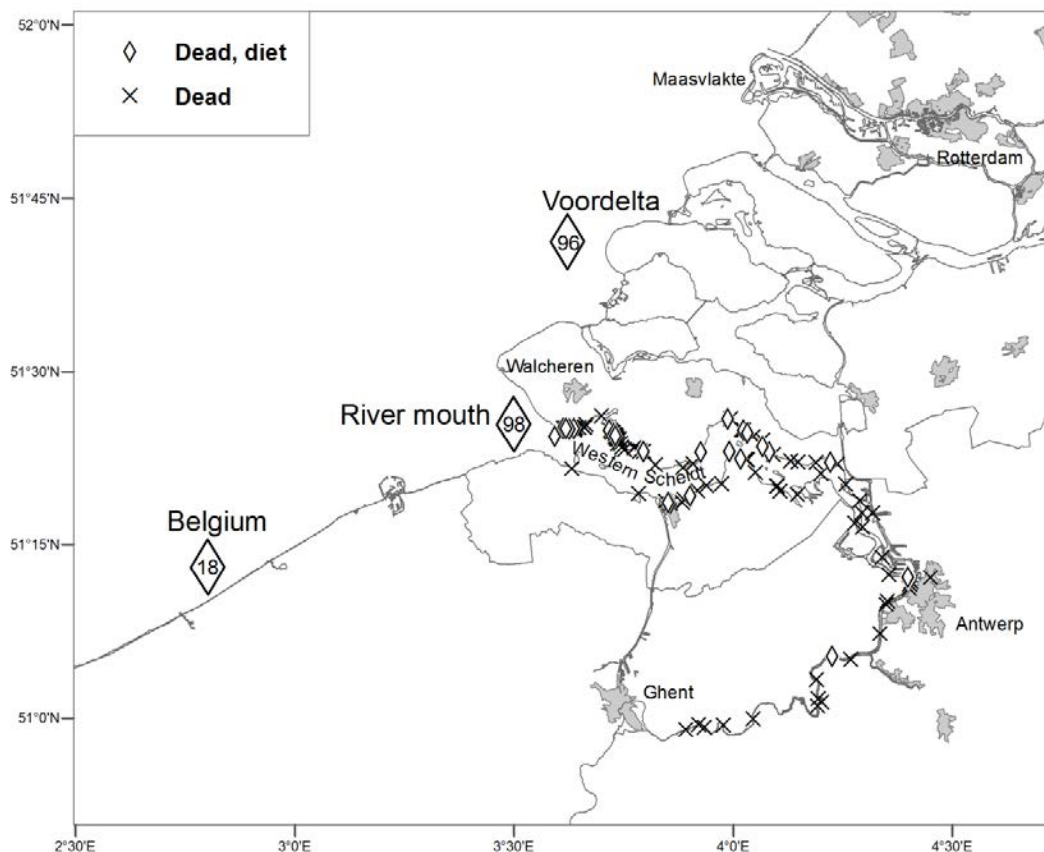 52°0'N
Dead, diet
Dead
Maasvlakte
Rotterdam
51°45'N
Voordelta
96
51°30'N
Walcheren
River mouth
98
Western Scheldt
Belgium
18
51°15'N
Antwerp
Ghent
51°0'N
2°30'E
3°0'E
3°30'E
4°0'E
4°30'E